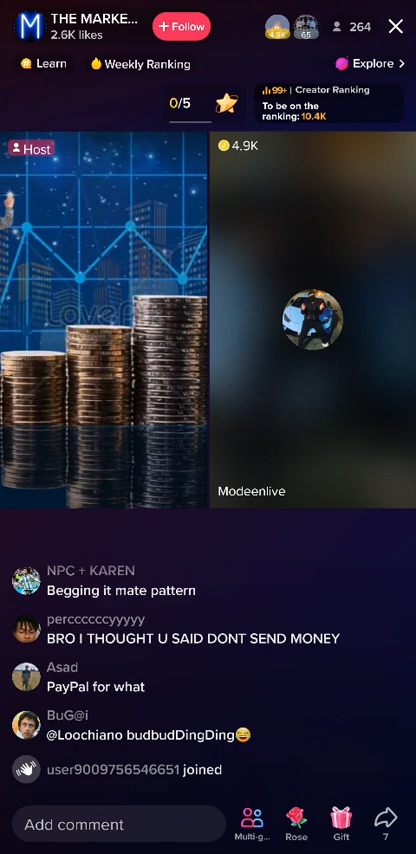 THE MARKE...
2.6K likes
+ Follow
4.9K
65
264
Learn
Weekly Ranking
Explore
0/5
99+ | Creator Ranking
To be on the
ranking: 10.4K
Host
4.9K
Modeenlive
NPC + KAREN
Begging it mate pattern
perccccccyyyyy
BRO I THOUGHT U SAID DONT SEND MONEY
Asad
PayPal for what
BuG@i
@Loochiano budbudDingDing😅
user9009756546651 joined
Add comment
Multi-g...
Rose
Gift
7